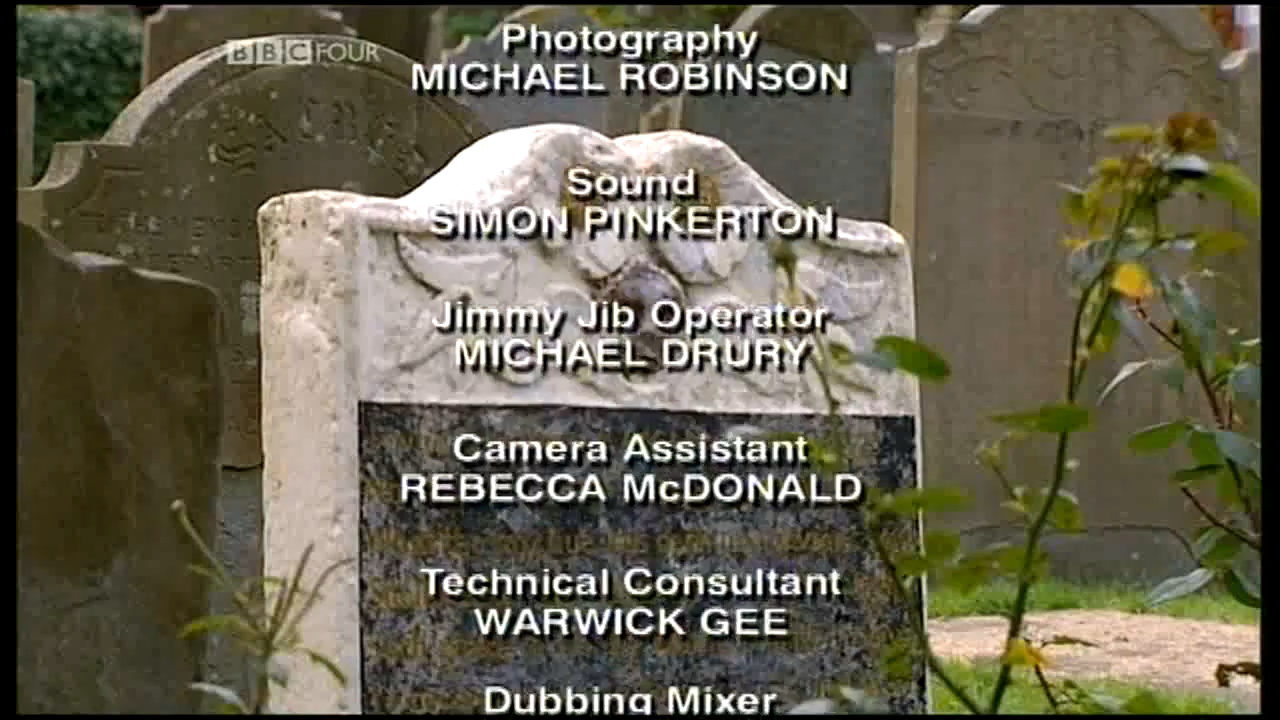 BBC FOUR
Photography
MICHAEL ROBINSON
Sound
SIMON PINKERTON
Jimmy Jib Operator
MICHAEL DRURY
Camera Assistant
REBECCA McDONALD
Technical Consultant
WARWICK GEE
Dubbing Mixer